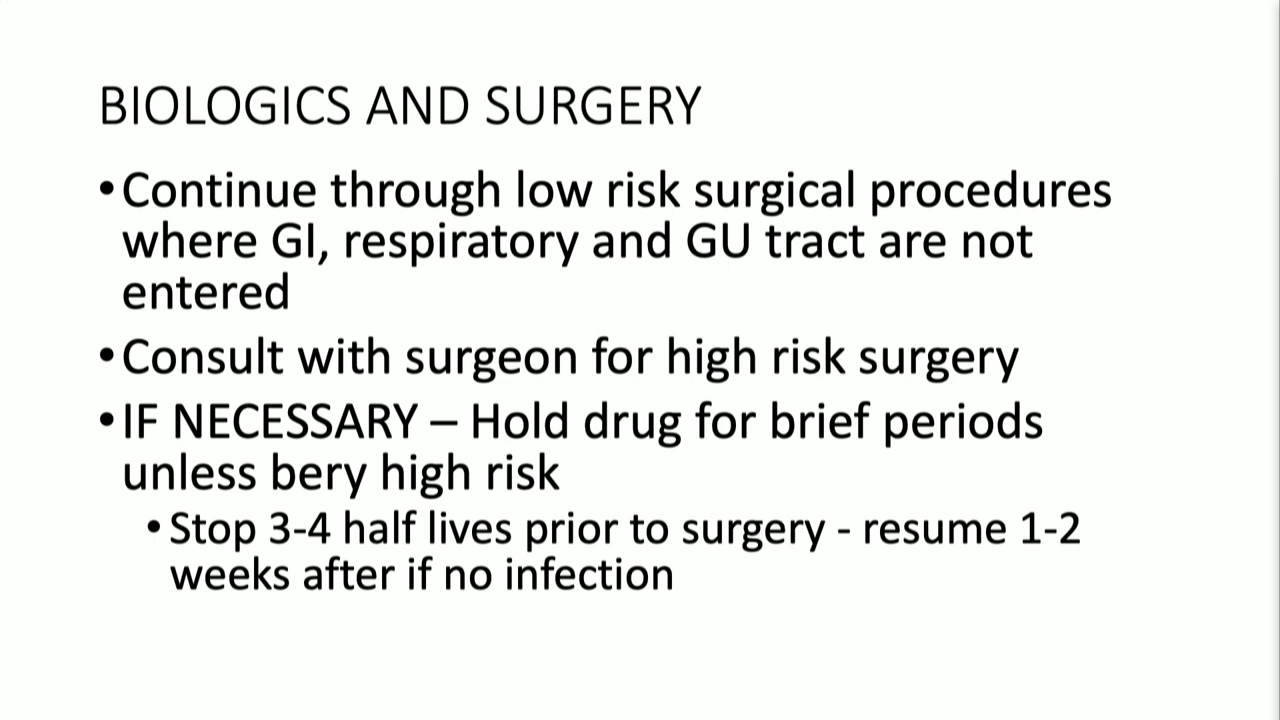 BIOLOGICS AND SURGERY
•Continue through low risk surgical procedures
where GI, respiratory and GU tract are not
entered
•Consult with surgeon for high risk surgery
•IF NECESSARY – Hold drug for brief periods
unless bery high risk
•Stop 3-4 half lives prior to surgery - resume 1-2
weeks after if no infection